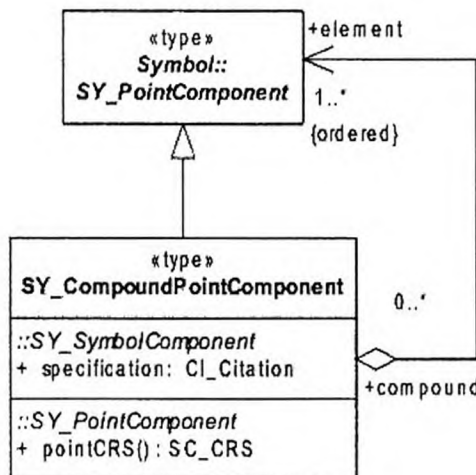 «type»
Symbol::
SY_PointComponent
+element
1..*
{ordered}
«type»
SY_CompoundPointComponent
::SY_SymbolComponent
+ specification: CI_Citation
::SY_PointComponent
+ pointCRS() : SC_CRS
0..*
+compound